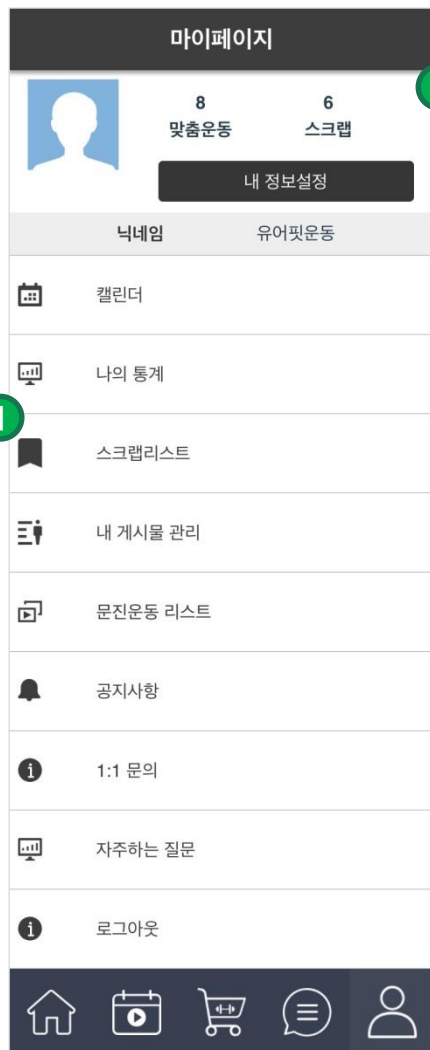 마이페이지
8 6
맞춤운동 스크랩
내 정보설정
닉네임 유어핏운동
캘린더
나의 통계
스크랩리스트
내 게시물 관리
문진운동 리스트
공지사항
1:1 문의
자주하는 질문
로그아웃